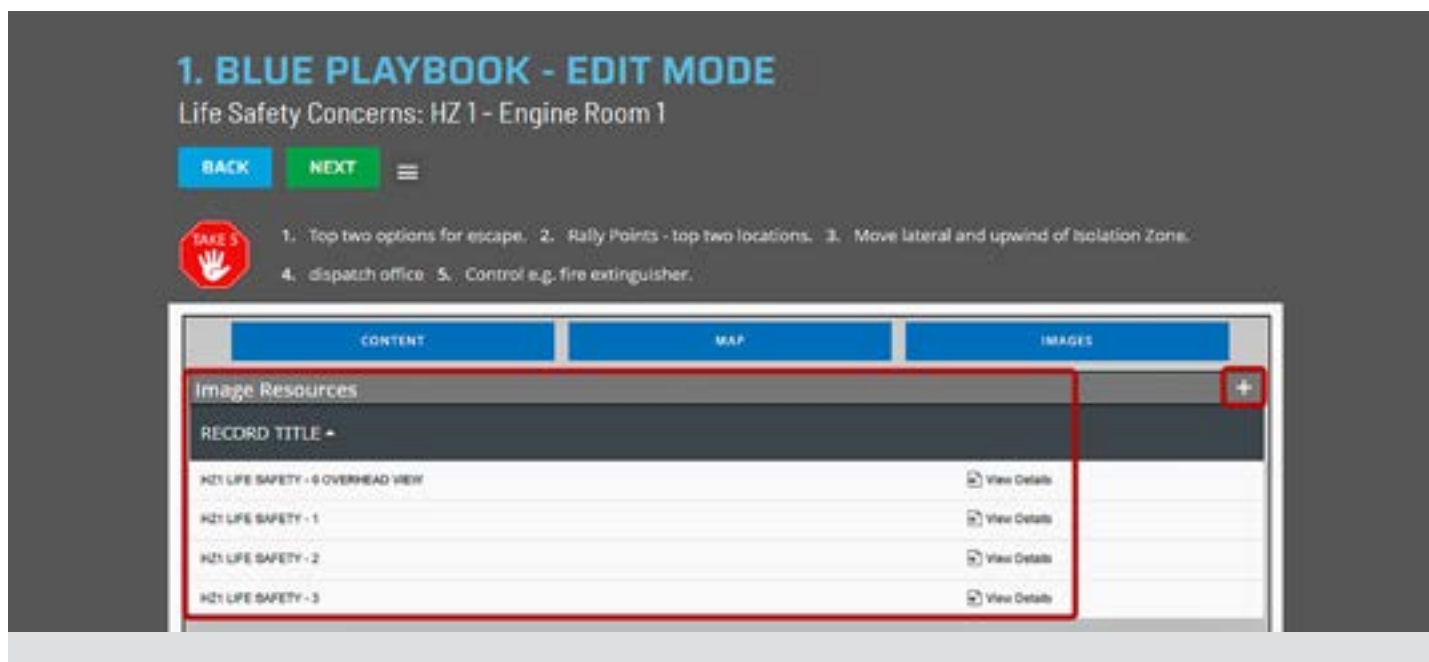 1. BLUE PLAYBOOK - EDIT MODE
Life Safety Concerns: HZ 1 - Engine Room 1
BACK NEXT
TAKE 5
1. Top two options for escape. 2. Rally Points - top two locations. 3. Move lateral and upwind of Isolation Zone.
4. dispatch office 5. Control e.g. fire extinguisher.
CONTENT MAP IMAGES
Image Resources +
RECORD TITLE
HZ1 LIFE SAFETY - 0 OVERHEAD VIEW View Details
HZ1 LIFE SAFETY - 1 View Details
HZ1 LIFE SAFETY - 2 View Details
HZ1 LIFE SAFETY - 3 View Details